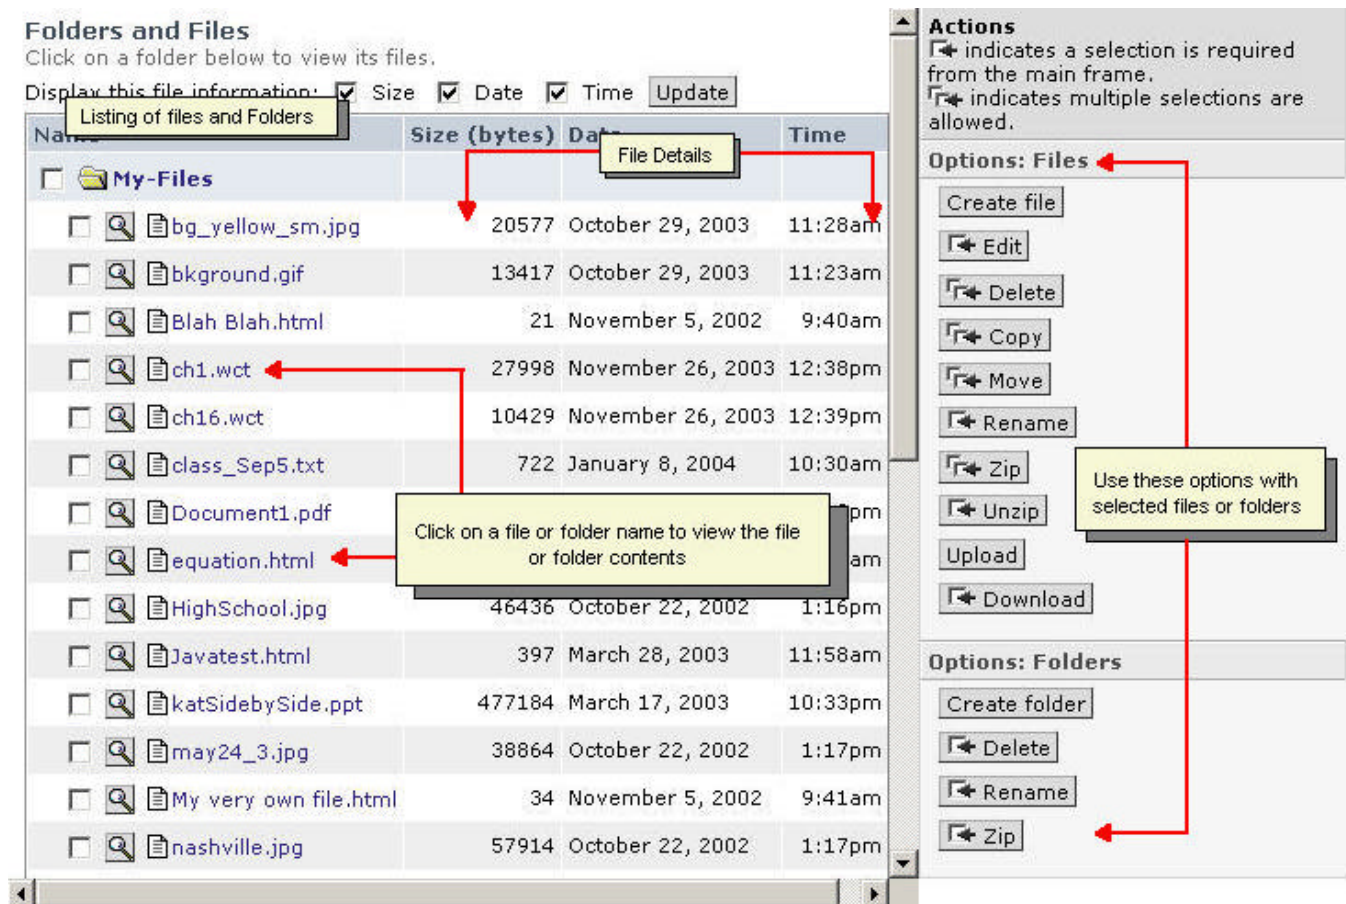 Folders and Files
Click on a folder below to view its files.
Display this file information: Size Date Time Update
Listing of files and Folders
Size (bytes) Time
File Details
My-Files
bg_yellow_sm.jpg 20577 October 29, 2003 11:28am
bkground.gif 13417 October 29, 2003 11:23am
Blah Blah.html 21 November 5, 2002 9:40am
ch1.wct 27998 November 26, 2003 12:38pm
ch16.wct 10429 November 26, 2003 12:39pm
class_Sep5.txt 722 January 8, 2004 10:30am
Document1.pdf pm
Click on a file or folder name to view the file
or folder contents
equation.html am
HighSchool.jpg 46436 October 22, 2002 1:16pm
Javatest.html 397 March 28, 2003 11:58am
katSidebySide.ppt 477184 March 17, 2003 10:33pm
may24_3.jpg 38864 October 22, 2002 1:17pm
My very own file.html 34 November 5, 2002 9:41am
nashville.jpg 57914 October 22, 2002 1:17pm
Actions
indicates a selection is required
from the main frame.
indicates multiple selections are
allowed.
Options: Files
Create file
Edit
Delete
Copy
Move
Rename
Zip
Unzip
Upload
Download
Use these options with
selected files or folders
Options: Folders
Create folder
Delete
Rename
Zip